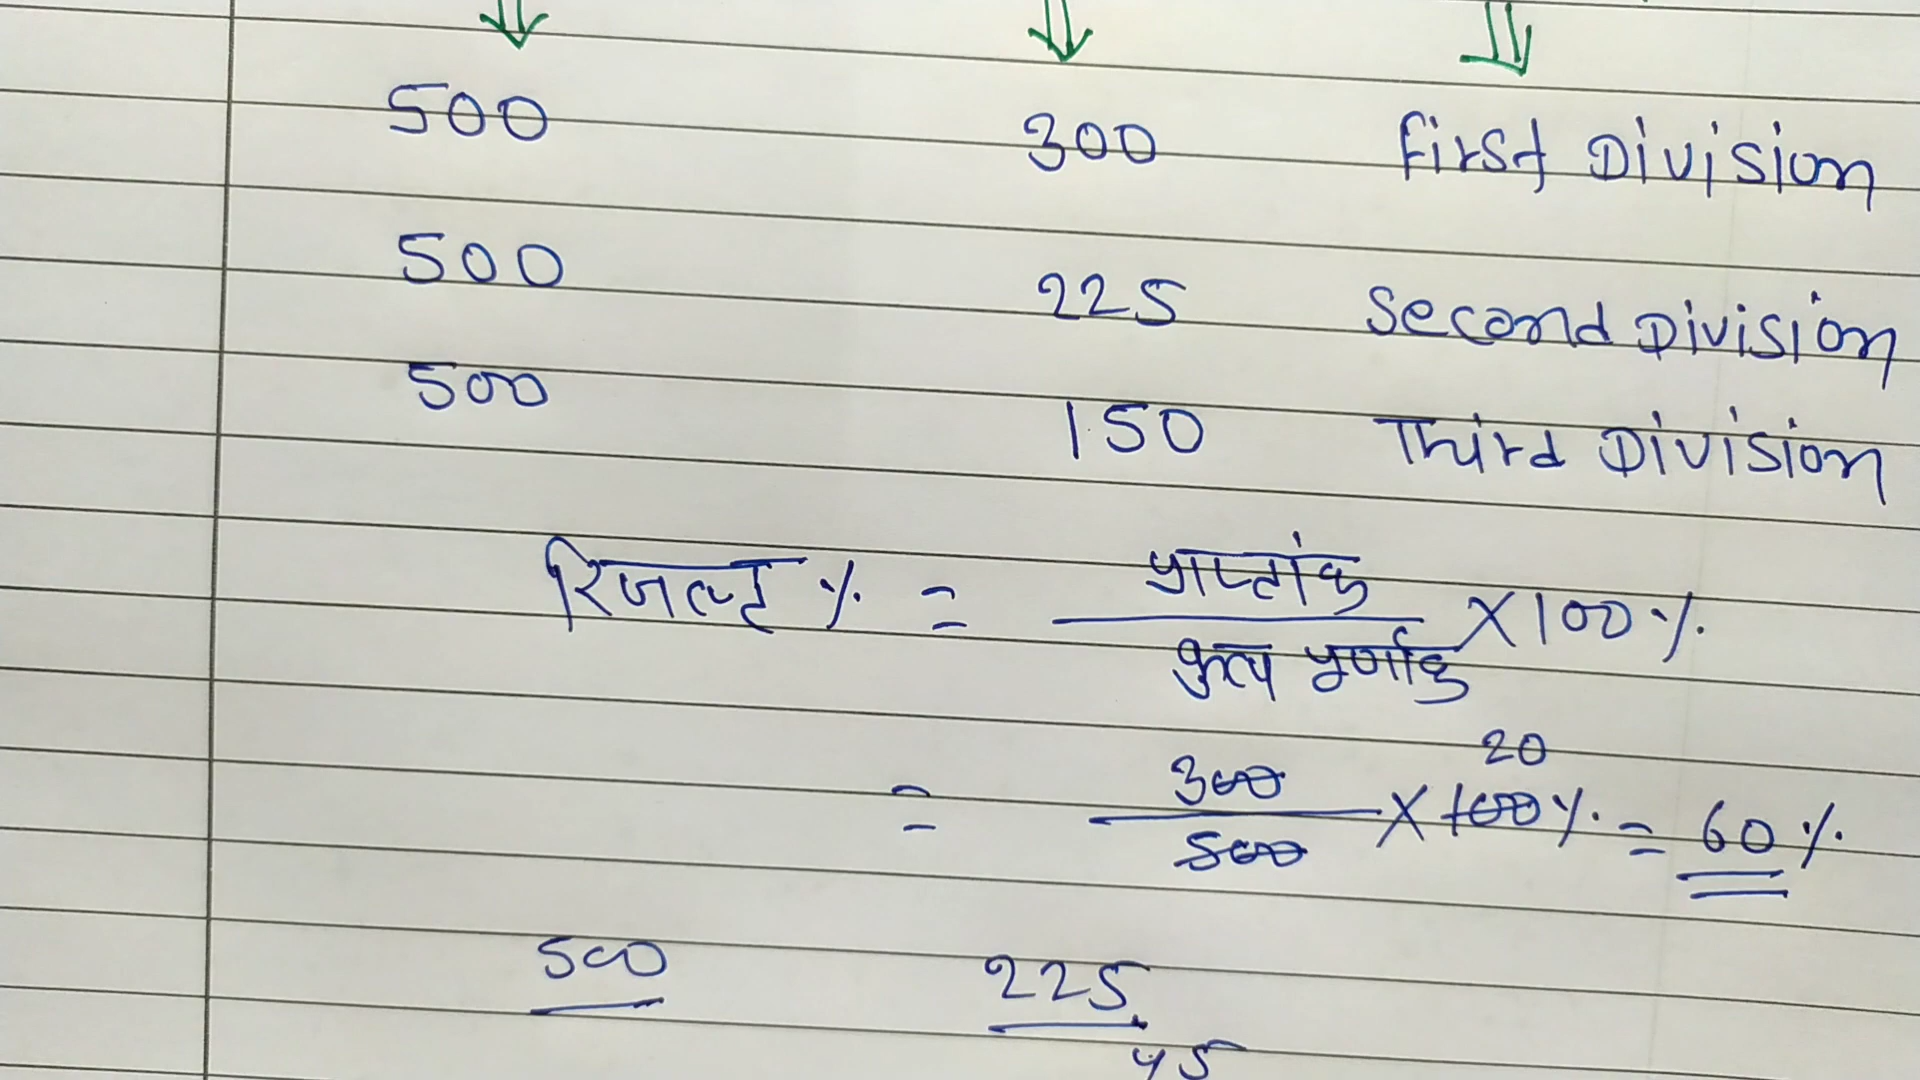 500 300 First Division
500 225 Second Division
500 150 Third Division
रिजल्ट % = प्राप्तांक / कुल पूर्णांक × 100%
20
= 300 / 500 × 100% = 60%
500 225
45